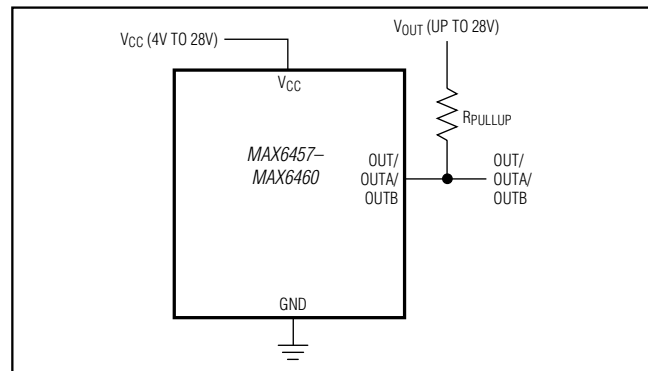 VCC (4V TO 28V)
VOUT (UP TO 28V)
VCC
RPULLUP
MAX6457–
MAX6460
OUT/
OUTA/
OUTB
OUT/
OUTA/
OUTB
GND